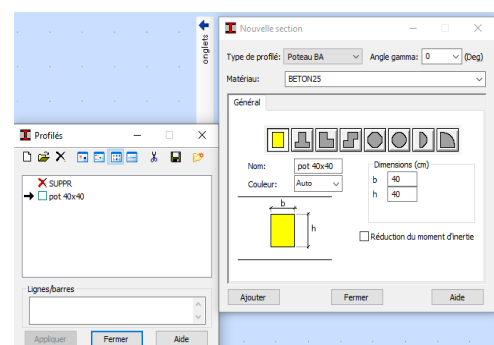 onglets
Nouvelle section
Type de profilé: Poteau BA Angle gamma: 0 (Deg)
Matériau: BETON25
Général
Nom: pot 40x40
Couleur: Auto
Dimensions (cm)
b 40
h 40
b
h
Réduction du moment d'inertie
Ajouter Fermer Aide
Profilés
SUPPR
pot 40x40
Lignes/barres
Appliquer Fermer Aide